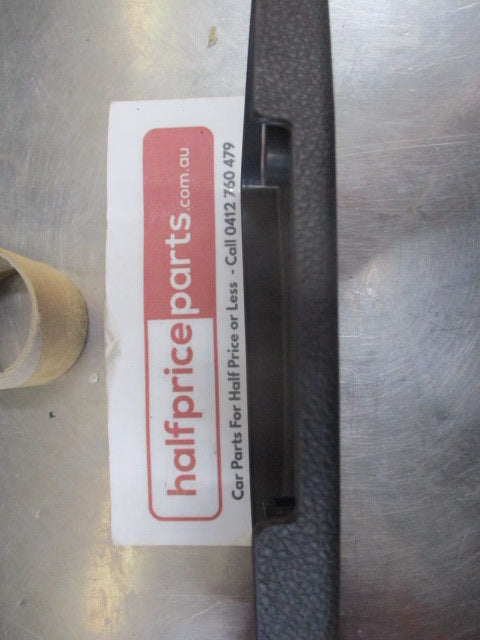 halfpriceparts.com.au
Car Parts For Half Price or Less - Call 0412 760 479